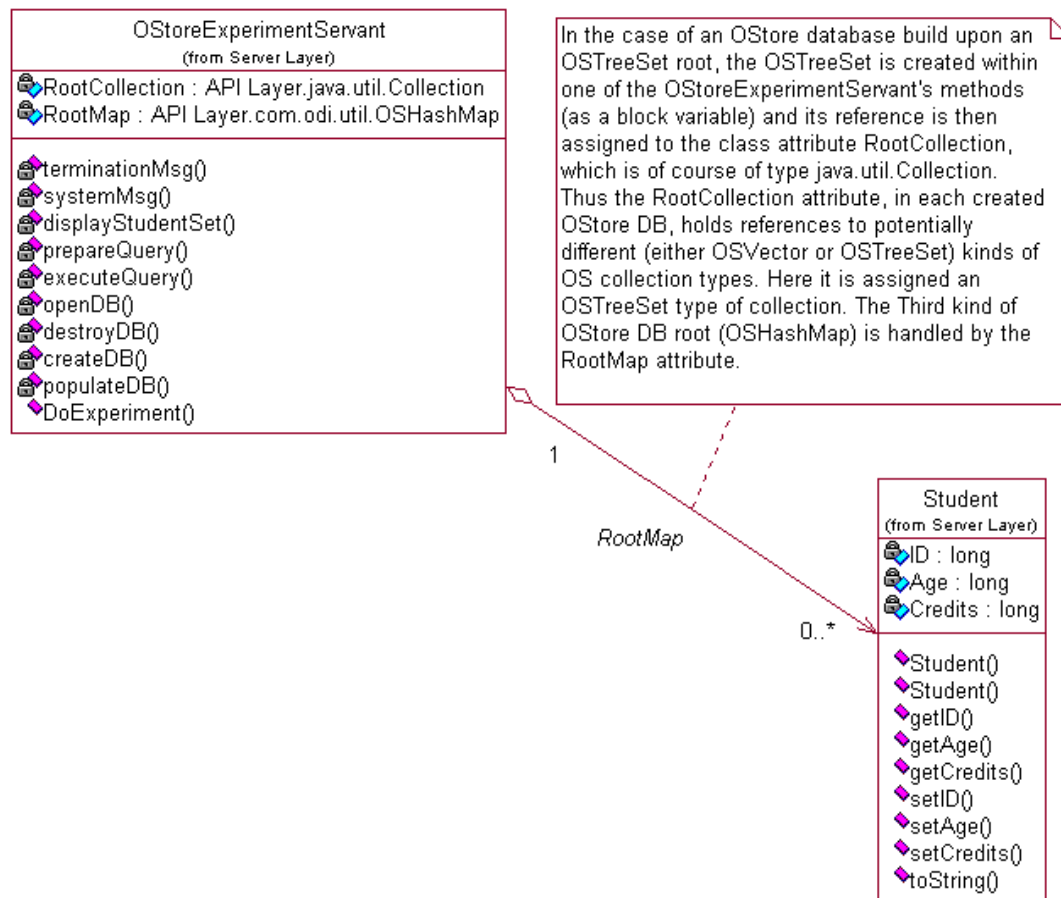 OStoreExperimentServant
(from Server Layer)
RootCollection : API Layer.java.util.Collection
RootMap : API Layer.com.odi.util.OSHashMap
terminationMsg()
systemMsg()
displayStudentSet()
prepareQuery()
executeQuery()
openDB()
destroyDB()
createDB()
populateDB()
DoExperiment()
In the case of an OStore database build upon an
OSTreeSet root, the OSTreeSet is created within
one of the OStoreExperimentServant's methods
(as a block variable) and its reference is then
assigned to the class attribute RootCollection,
which is of course of type java.util.Collection.
Thus the RootCollection attribute, in each created
OStore DB, holds references to potentially
different (either OSVector or OSTreeSet) kinds of
OS collection types. Here it is assigned an
OSTreeSet type of collection. The Third kind of
OStore DB root (OSHashMap) is handled by the
RootMap attribute.
1
RootMap
0..*
Student
(from Server Layer)
ID : long
Age : long
Credits : long
Student()
Student()
getID()
getAge()
getCredits()
setID()
setAge()
setCredits()
toString()